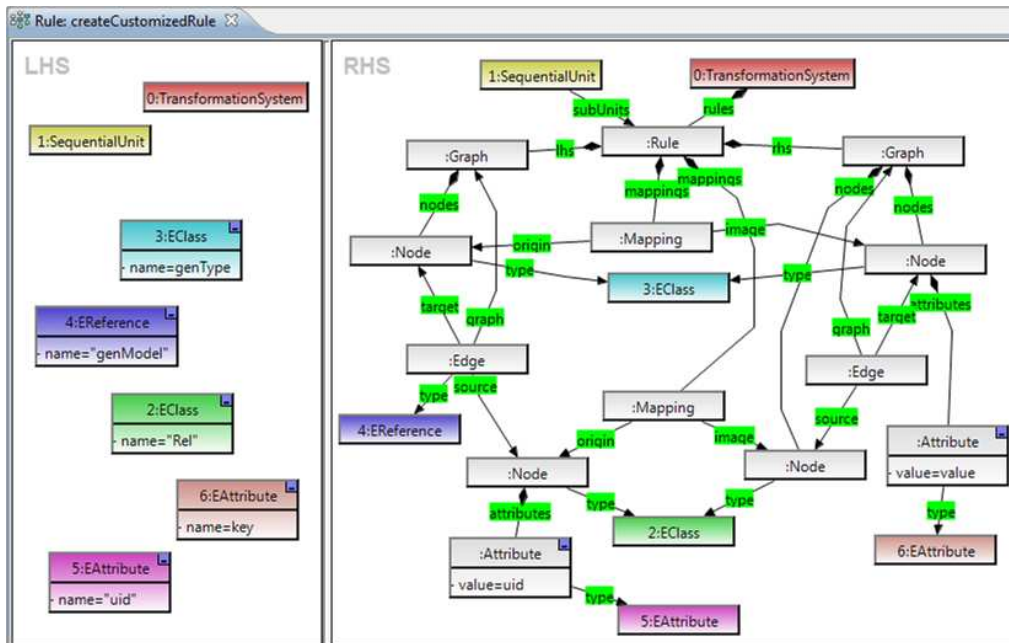 Rule: createCustomizedRule
LHS
0:TransformationSystem
1:SequentialUnit
3:EClass
- name=genType
4:EReference
- name="genModel"
2:EClass
- name="Rel"
6:EAttribute
- name=key
5:EAttribute
- name="uid"
RHS
1:SequentialUnit
0:TransformationSystem
subUnits
rules
:Graph
lhs
:Rule
rhs
:Graph
mappings
mappings
nodes
nodes
nodes
:Node
origin
:Mapping
image
:Node
type
3:EClass
type
attributes
target
graph
graph
target
:Edge
:Edge
type
source
:Mapping
source
4:EReference
origin
image
:Attribute
- value=value
:Node
:Node
attributes
type
type
type
2:EClass
6:EAttribute
:Attribute
- value=uid
type
5:EAttribute